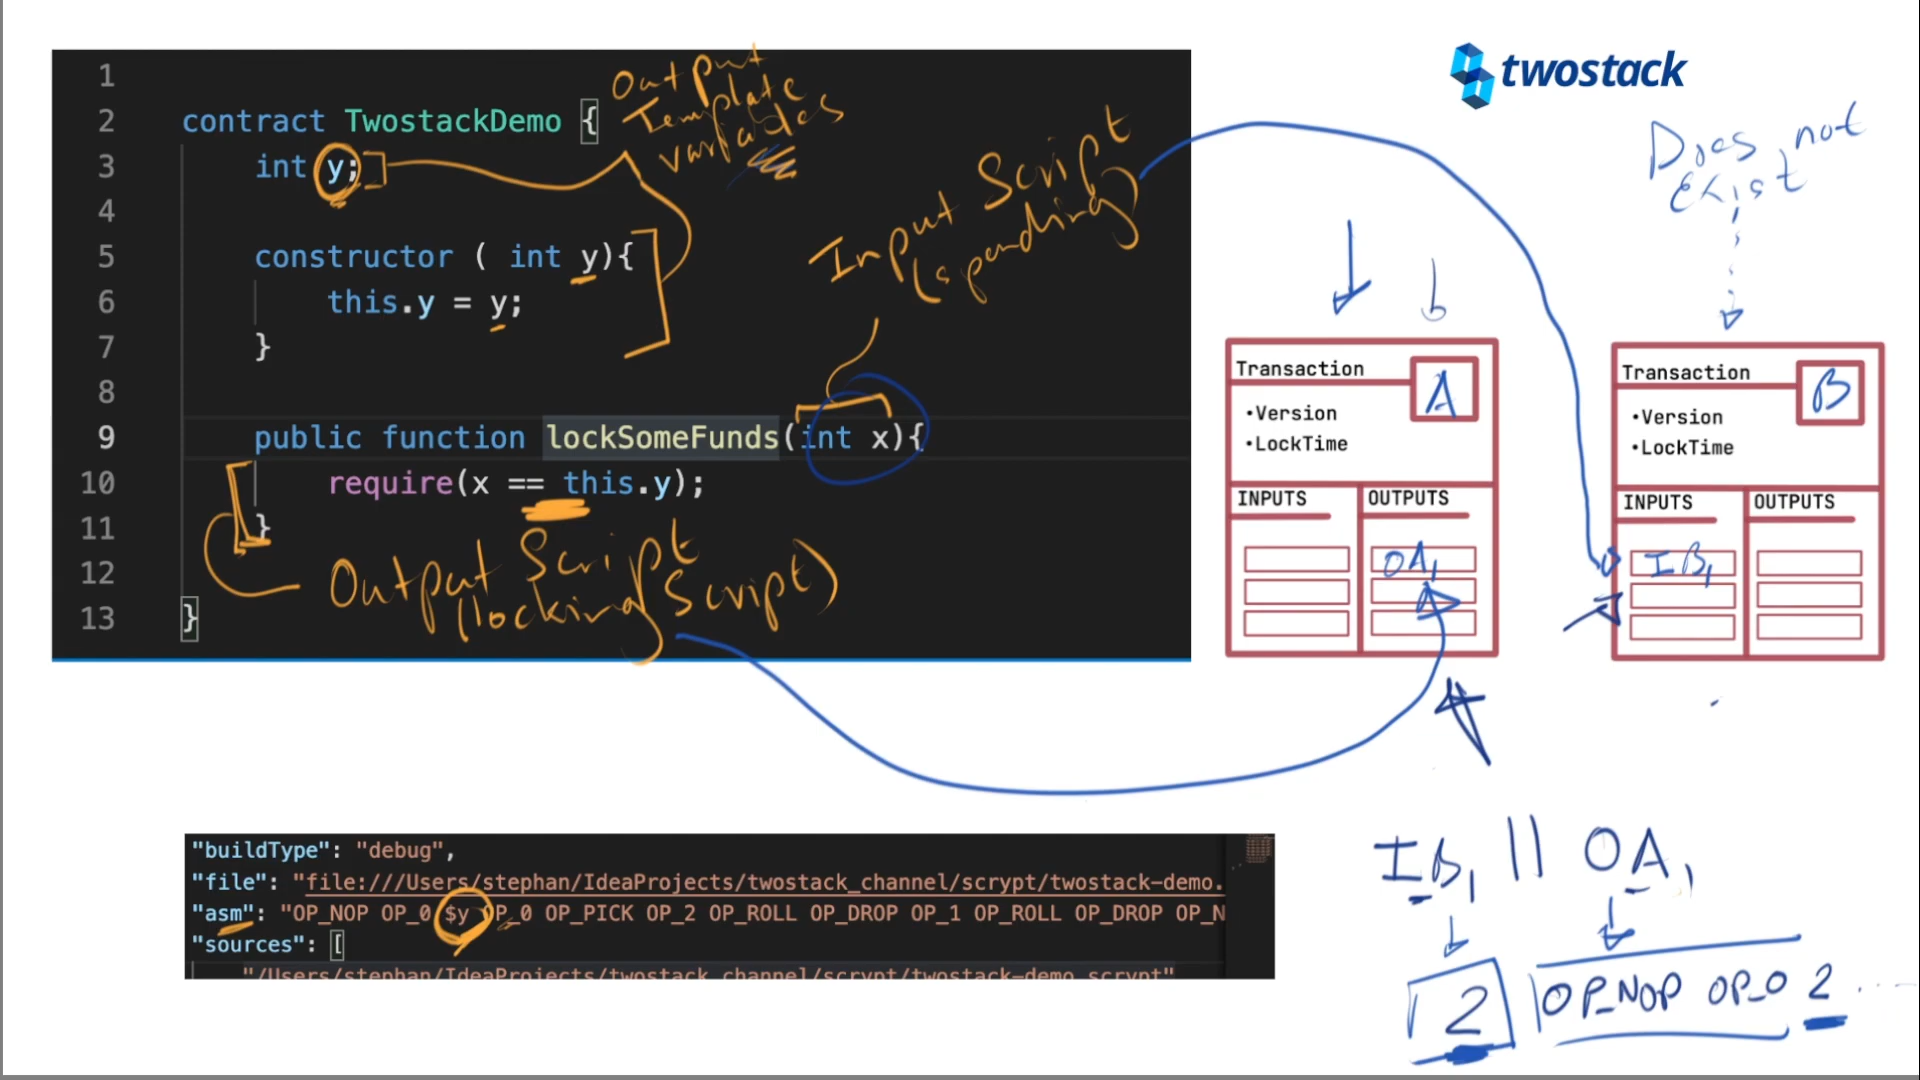 1
2 contract TwostackDemo {
3 int y;
4
5 constructor ( int y){
6 this.y = y;
7 }
8
9 public function lockSomeFunds(int x){
10 require(x == this.y);
11 }
12
13 }
Output
Template
variables
Input Script
(spending)
Output Script
(locking Script)
twostack
Does not
Exist
b
Transaction
A
•Version
•LockTime
INPUTS
OUTPUTS
OA1
Transaction
B
•Version
•LockTime
INPUTS
OUTPUTS
IB1
"buildType": "debug",
"file": "file:///Users/stephan/IdeaProjects/twostack_channel/scrypt/twostack-demo.
"asm": "OP_NOP OP_0 $y OP_0 OP_PICK OP_2 OP_ROLL OP_DROP OP_1 OP_ROLL OP_DROP OP_N
"sources": [
"/Users/stephan/IdeaProjects/twostack_channel/scrypt/twostack-demo.scrypt"
IB1 || OA1
2
OP_NOP OP_0 2 ....